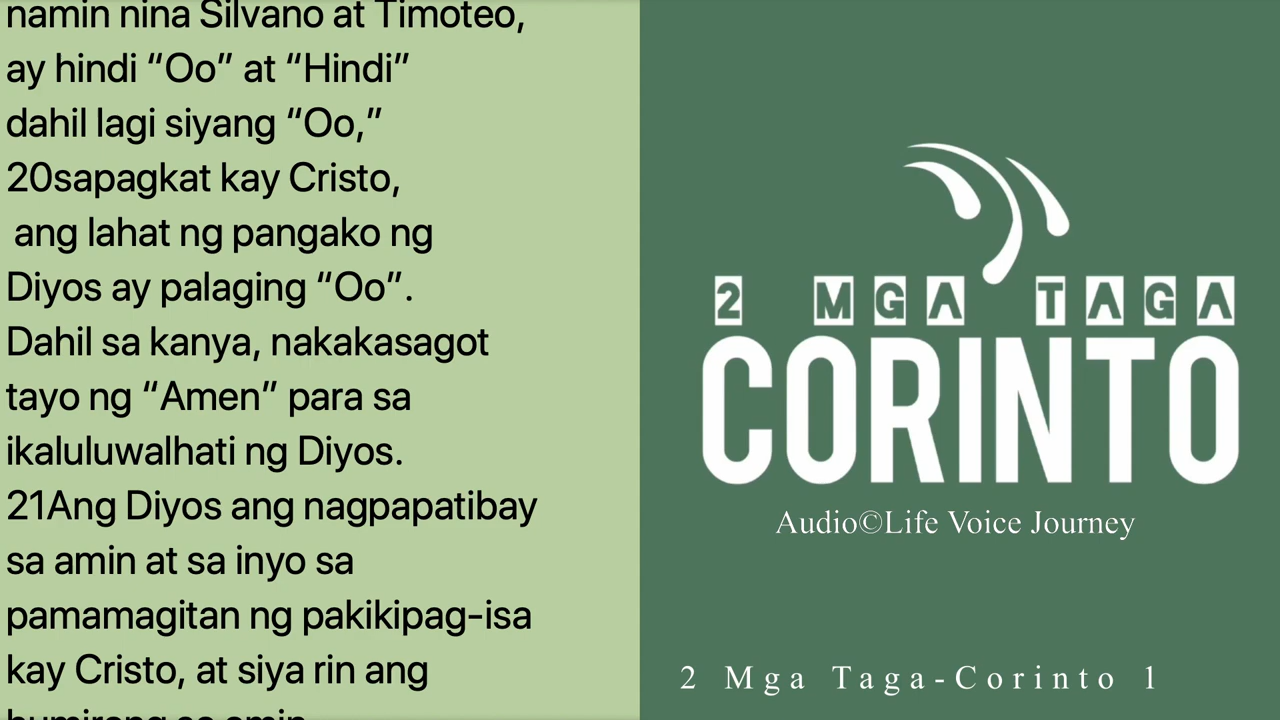 namin nina Silvano at Timoteo,
ay hindi “Oo” at “Hindi”
dahil lagi siyang “Oo,”
20sapagkat kay Cristo,
ang lahat ng pangako ng
Diyos ay palaging “Oo”.
Dahil sa kanya, nakakasagot
tayo ng “Amen” para sa
ikaluluwalhati ng Diyos.
21Ang Diyos ang nagpapatibay
sa amin at sa inyo sa
pamamagitan ng pakikipag-isa
kay Cristo, at siya rin ang
2 MGA TAGA
CORINTO
Audio©Life Voice Journey
2 Mga Taga-Corinto 1